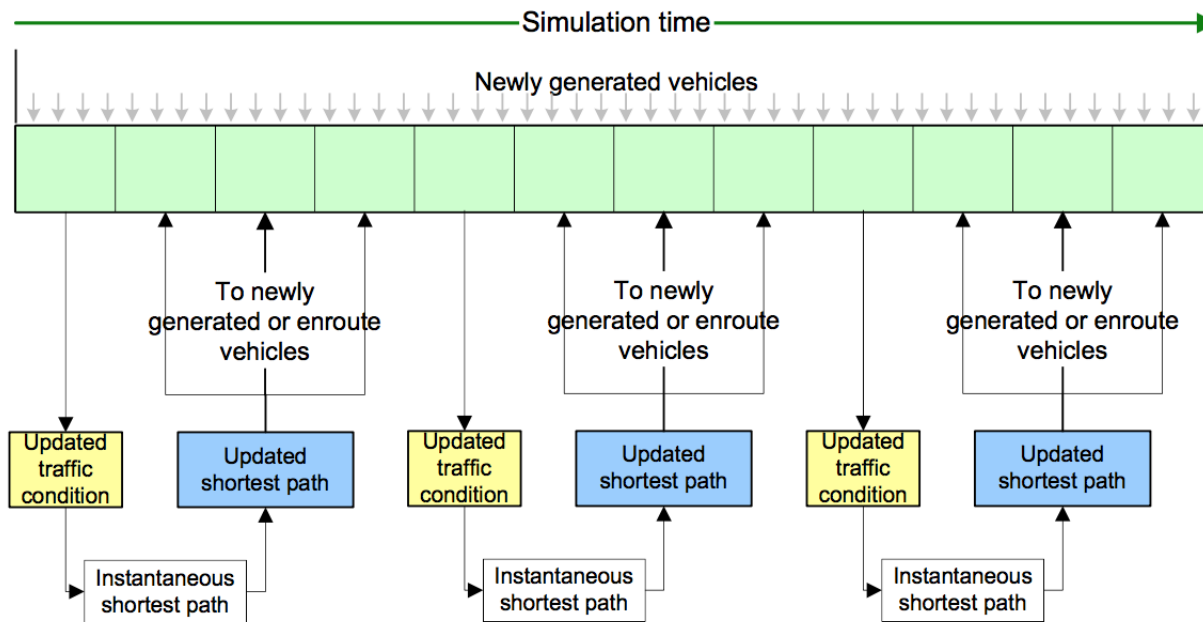 Simulation time
Newly generated vehicles
To newly
generated or enroute
vehicles
To newly
generated or enroute
vehicles
To newly
generated or enroute
vehicles
Updated
traffic
condition
Updated
shortest path
Updated
traffic
condition
Updated
shortest path
Updated
traffic
condition
Updated
shortest path
Instantaneous
shortest path
Instantaneous
shortest path
Instantaneous
shortest path